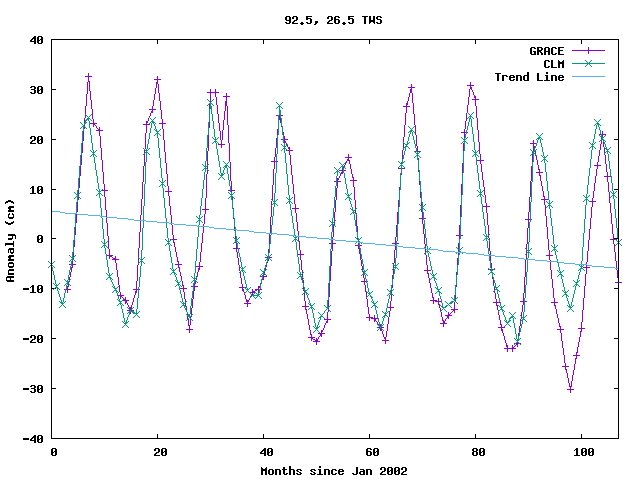 92.5, 26.5 TWS
GRACE
CLM
Trend Line
40
30
20
10
0
-10
-20
-30
-40
Anomaly (cm)
0 20 40 60 80 100
Months since Jan 2002